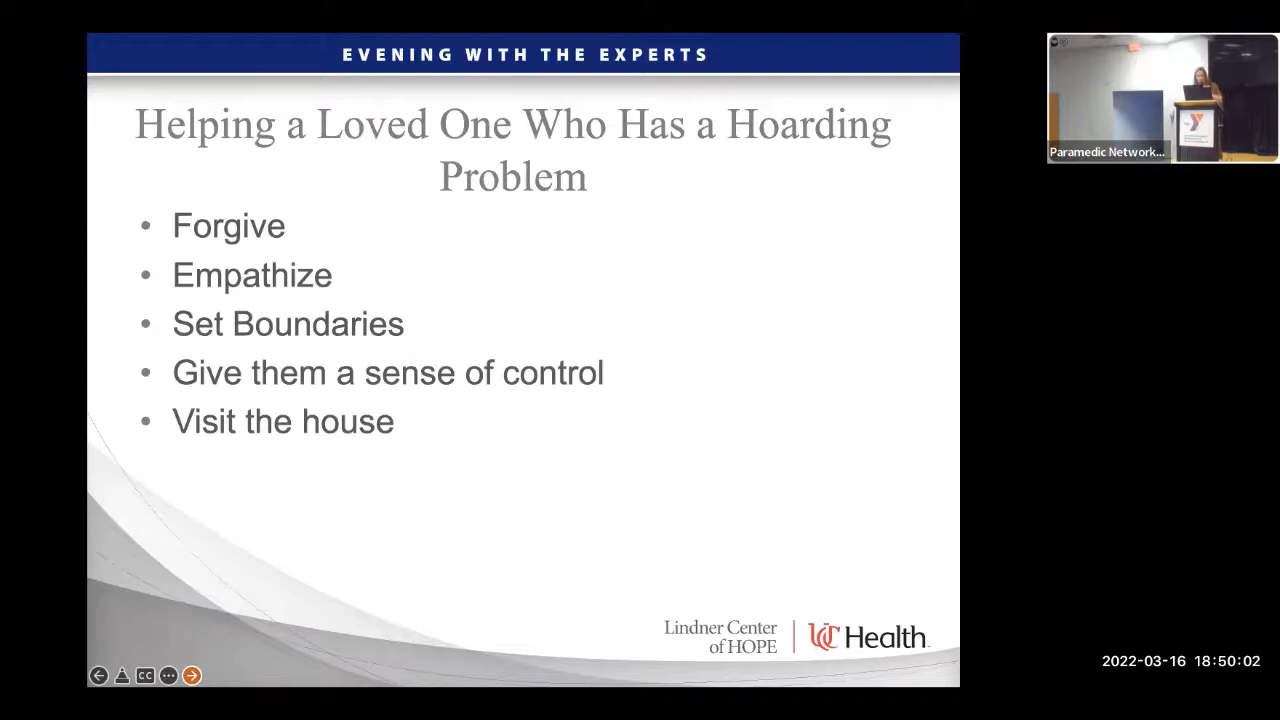 EVENING WITH THE EXPERTS
Helping a Loved One Who Has a Hoarding
Problem
• Forgive
• Empathize
• Set Boundaries
• Give them a sense of control
• Visit the house
Lindner Center
of HOPE
UC Health
CC
Paramedic Network...
2022-03-16 18:50:02